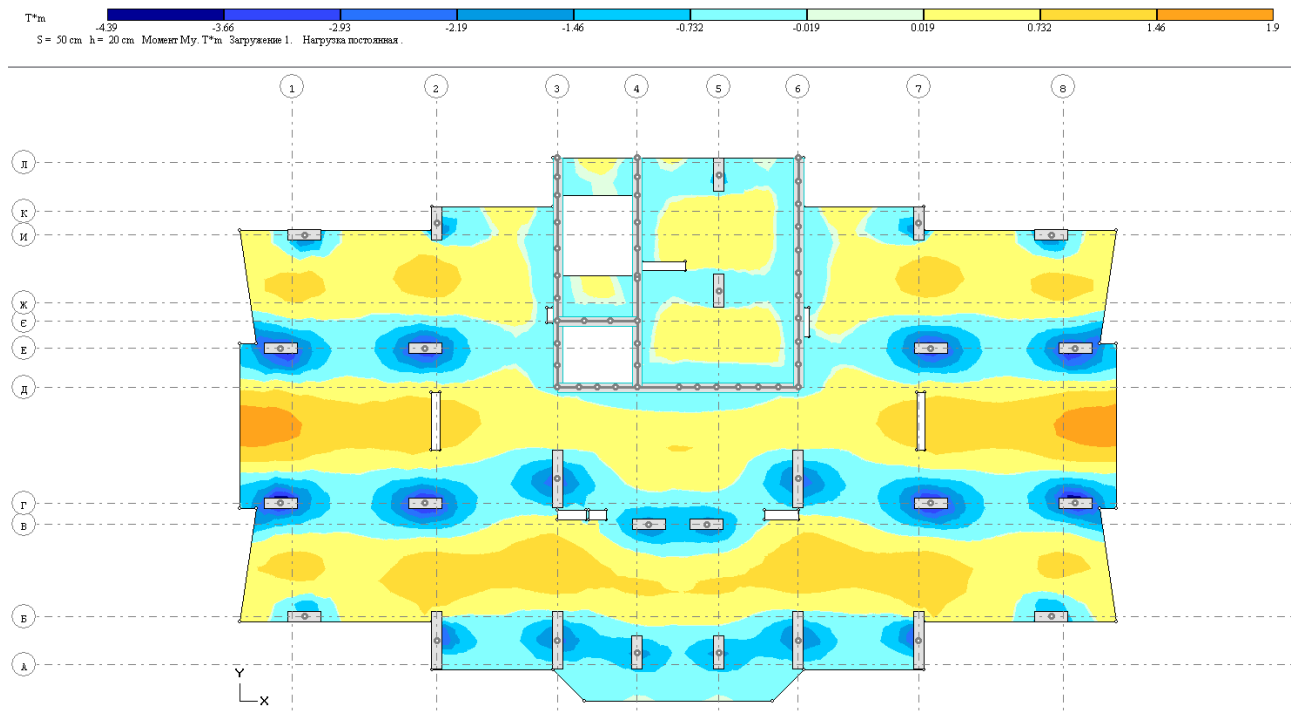 Т*m
-4.39 -3.66 -2.93 -2.19 -1.46 -0.732 -0.019 0.019 0.732 1.46 1.9
S = 50 cm h = 20 cm Момент My. T*m Загружение 1. Нагрузка постоянная .
1 2 3 4 5 6 7 8
Л
К
И
Ж
Є
Е
Д
Г
В
Б
А
Y
X